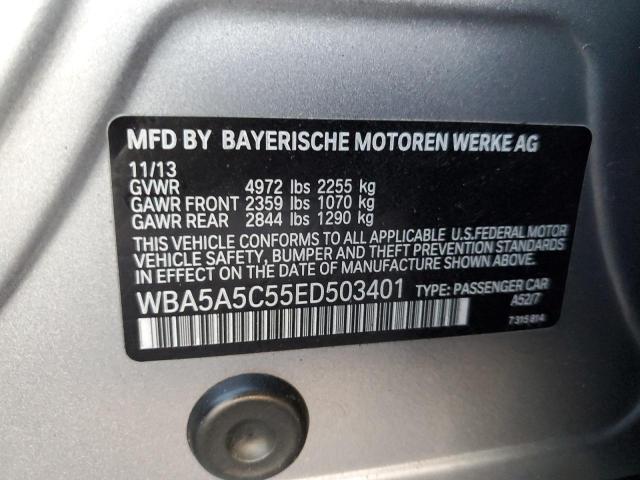 MFD BY BAYERISCHE MOTOREN WERKE AG
11/13
GVWR 4972 lbs 2255 kg
GAWR FRONT 2359 lbs 1070 kg
GAWR REAR 2844 lbs 1290 kg
THIS VEHICLE CONFORMS TO ALL APPLICABLE U.S.FEDERAL MOTOR
VEHICLE SAFETY, BUMPER AND THEFT PREVENTION STANDARDS
IN EFFECT ON THE DATE OF MANUFACTURE SHOWN ABOVE.
WBA5A5C55ED503401 TYPE: PASSENGER CAR
A52/7
7315814